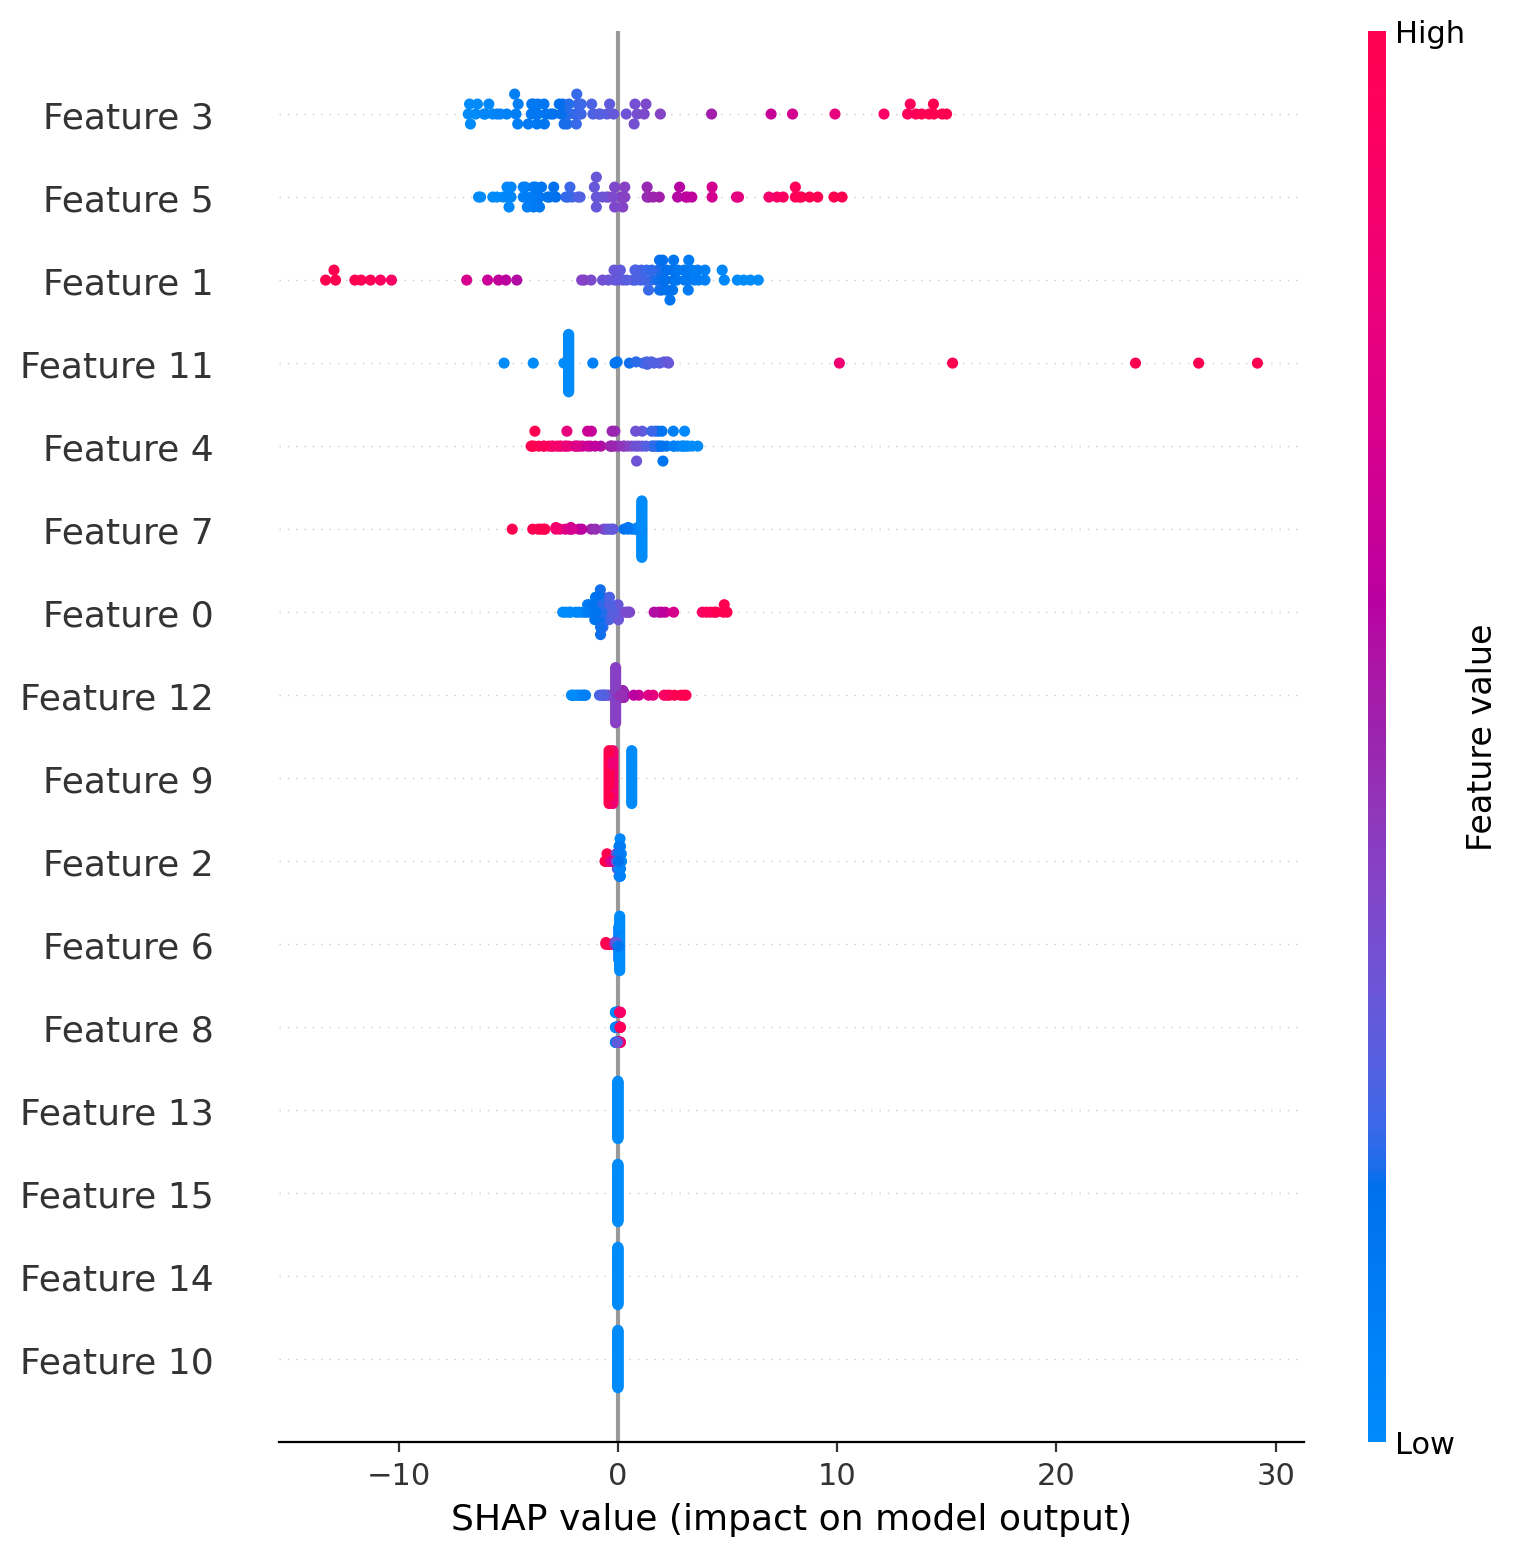 High
Feature 3
Feature 5
Feature 1
Feature 11
Feature 4
Feature 7
Feature 0
Feature 12
Feature 9
Feature 2
Feature 6
Feature 8
Feature 13
Feature 15
Feature 14
Feature 10
Feature value
Low
−10 0 10 20 30
SHAP value (impact on model output)